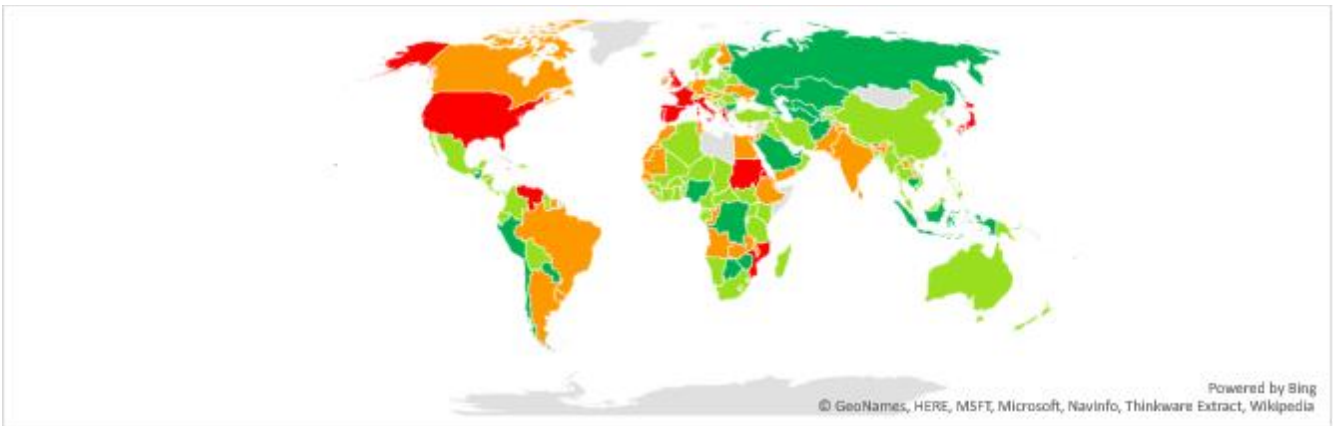 Powered by Bing
© GeoNames, HERE, MSFT, Microsoft, NavInfo, Thinkware Extract, Wikipedia